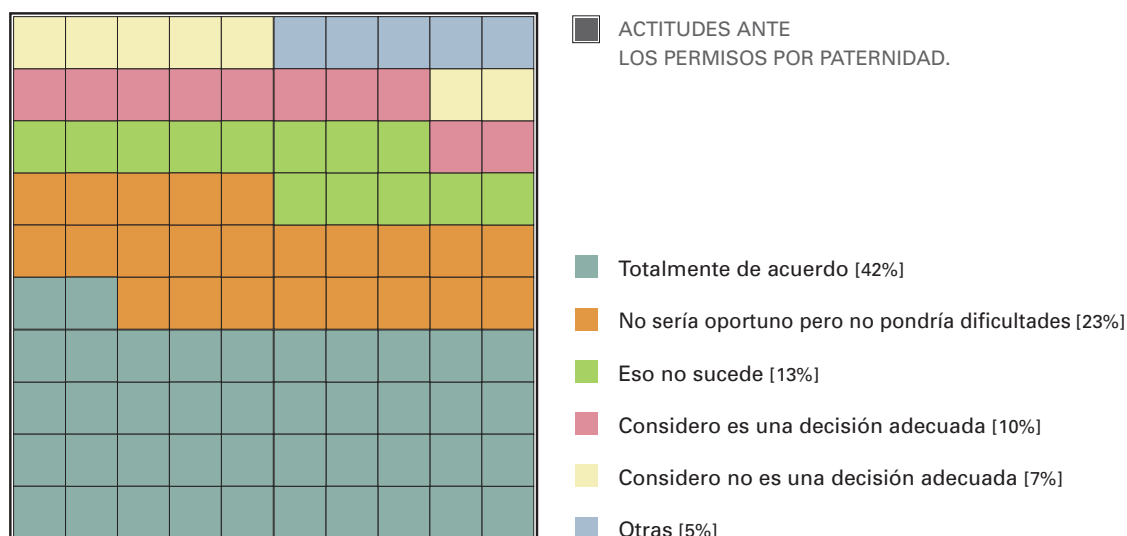 ACTITUDES ANTE
LOS PERMISOS POR PATERNIDAD.
Totalmente de acuerdo [42%]
No sería oportuno pero no pondría dificultades [23%]
Eso no sucede [13%]
Considero es una decisión adecuada [10%]
Considero no es una decisión adecuada [7%]
Otras [5%]